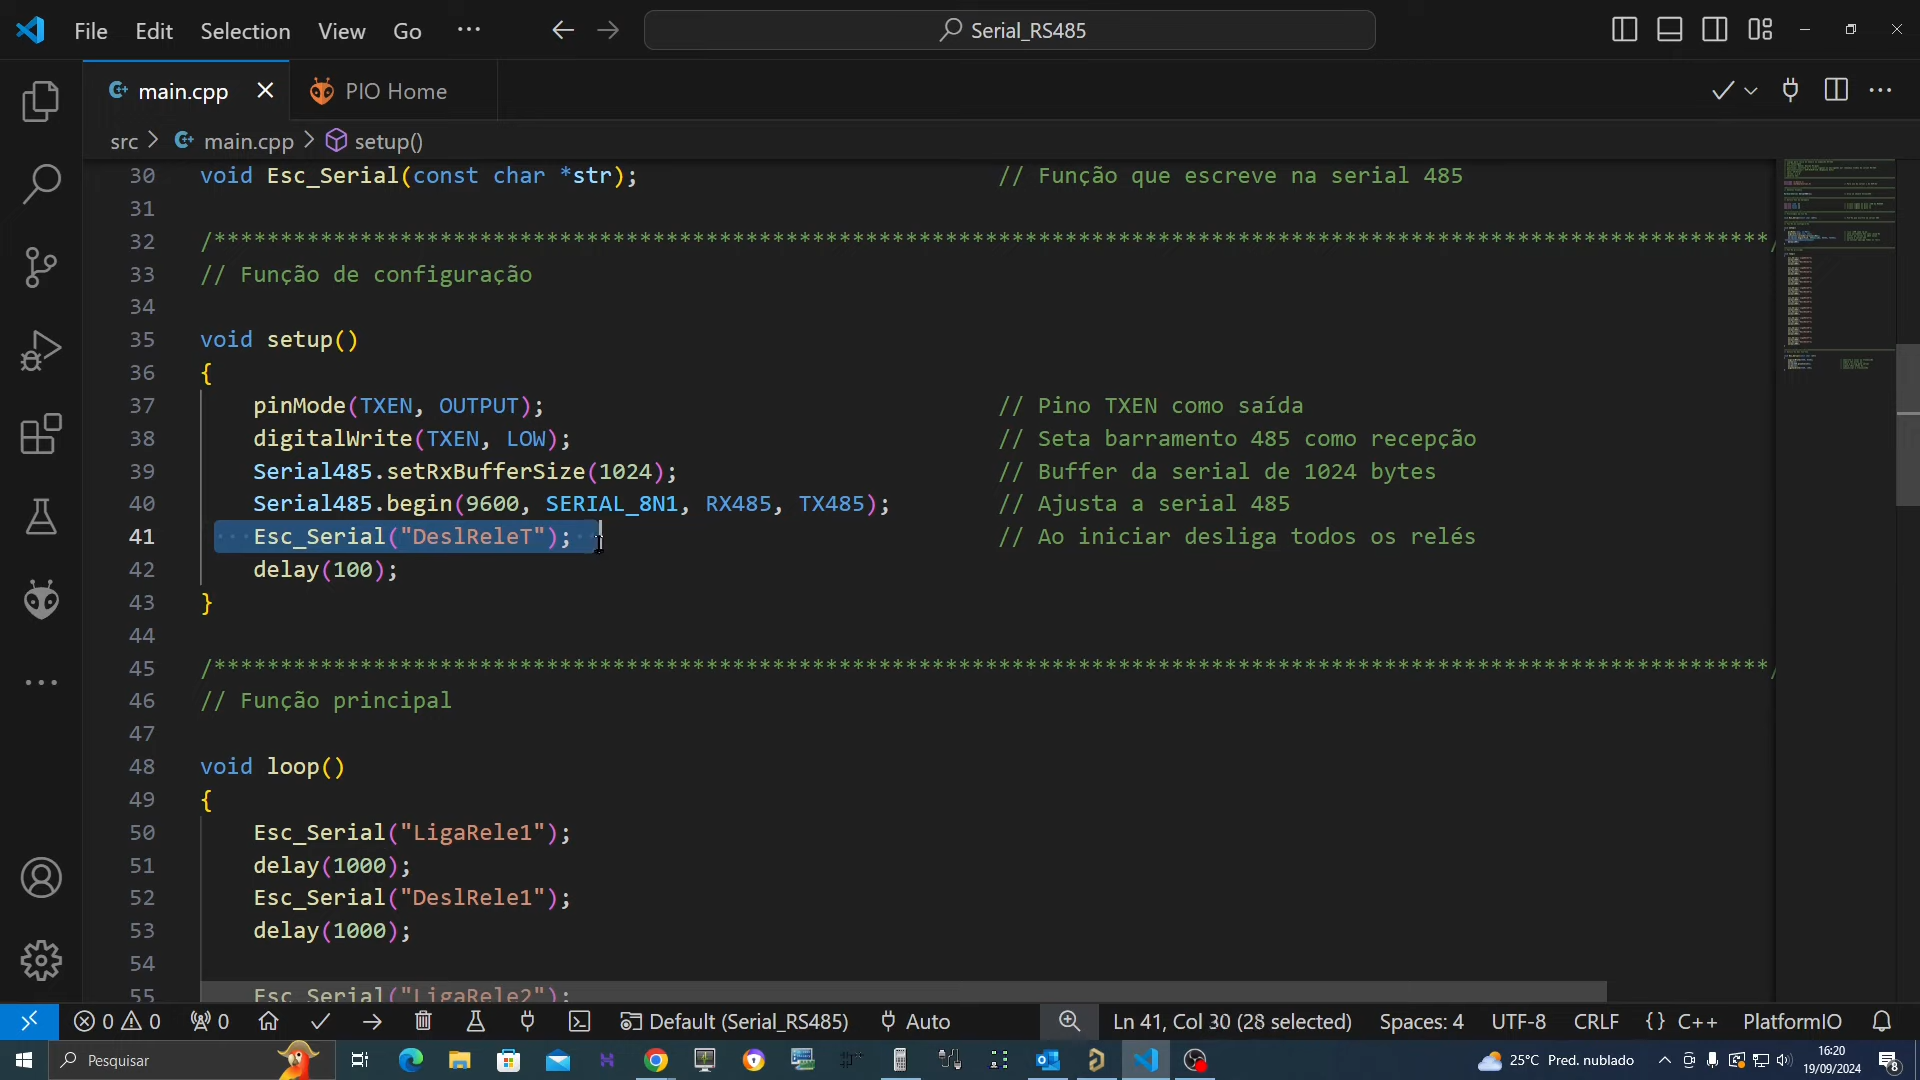 File Edit Selection View Go ··· Serial_RS485
main.cpp PIO Home
src > main.cpp > setup()
30 void Esc_Serial(const char *str); // Função que escreve na serial 485
31
32 /**********************************************************************************************************************/
33 // Função de configuração
34
35 void setup()
36 {
37 pinMode(TXEN, OUTPUT); // Pino TXEN como saída
38 digitalWrite(TXEN, LOW); // Seta barramento 485 como recepção
39 Serial485.setRxBufferSize(1024); // Buffer da serial de 1024 bytes
40 Serial485.begin(9600, SERIAL_8N1, RX485, TX485); // Ajusta a serial 485
41 Esc_Serial("DeslReleT"); // Ao iniciar desliga todos os relés
42 delay(100);
43 }
44
45 /**********************************************************************************************************************/
46 // Função principal
47
48 void loop()
49 {
50 Esc_Serial("LigaRele1");
51 delay(1000);
52 Esc_Serial("DeslRele1");
53 delay(1000);
54
55 Esc_Serial("LigaRele2");
0 0 0 Default (Serial_RS485) Auto Ln 41, Col 30 (28 selected) Spaces: 4 UTF-8 CRLF {} C++ PlatformIO
Pesquisar 25°C Pred. nublado 16:20
19/09/2024 8